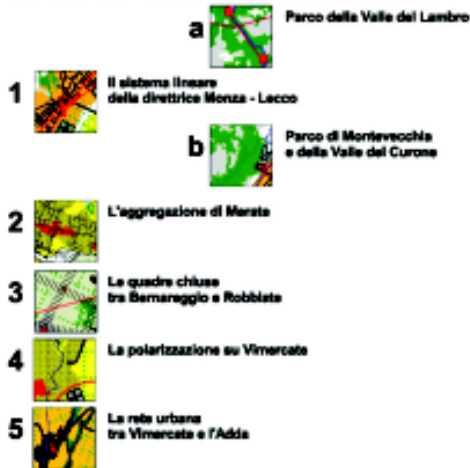 a
Parco della Valle del Lambro
1
Il sistema lineare
della direttrice Monza - Lecco
b
Parco di Montevecchia
e della Valle del Curone
2
L'aggregazione di Merate
3
Le quadre chiuse
tra Bernareggio e Robbiate
4
La polarizzazione su Vimercate
5
La rete urbana
tra Vimercate e l'Adda